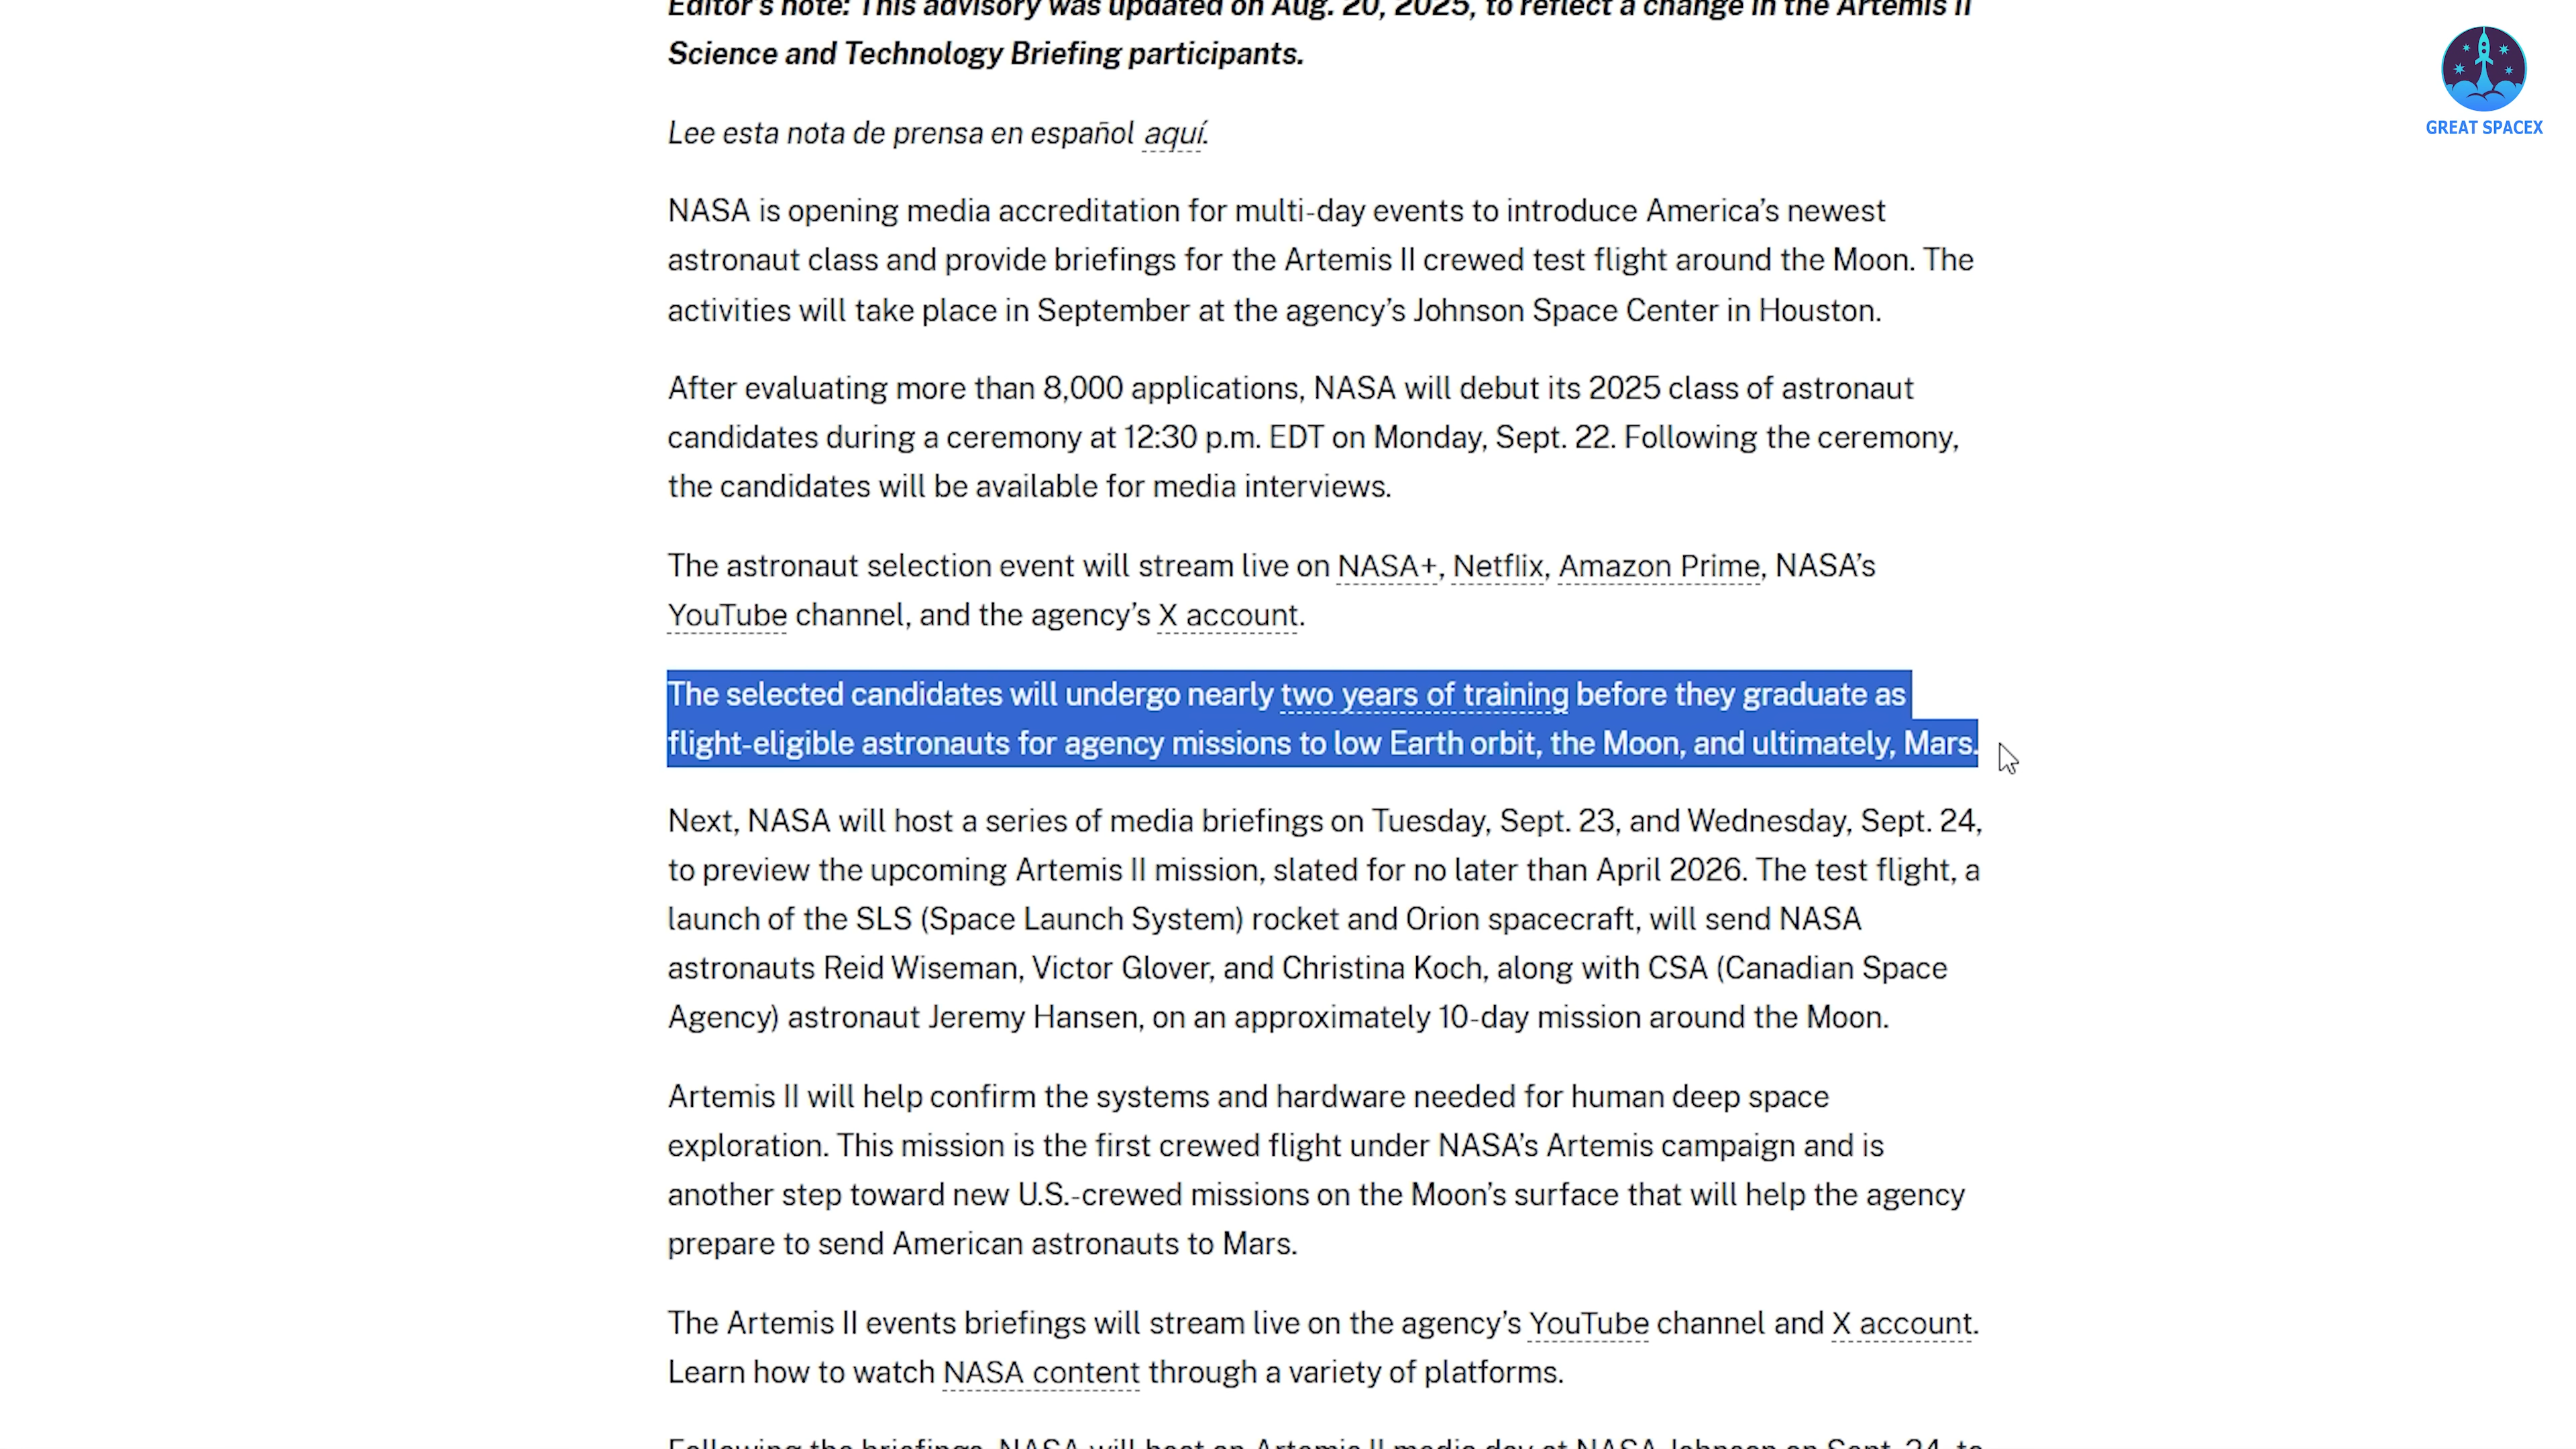 Editor's note: This advisory was updated on Aug. 20, 2025, to reflect a change in the Artemis II
Science and Technology Briefing participants.
GREAT SPACEX
Lee esta nota de prensa en español aquí.
NASA is opening media accreditation for multi-day events to introduce America’s newest
astronaut class and provide briefings for the Artemis II crewed test flight around the Moon. The
activities will take place in September at the agency’s Johnson Space Center in Houston.
After evaluating more than 8,000 applications, NASA will debut its 2025 class of astronaut
candidates during a ceremony at 12:30 p.m. EDT on Monday, Sept. 22. Following the ceremony,
the candidates will be available for media interviews.
The astronaut selection event will stream live on NASA+, Netflix, Amazon Prime, NASA’s
YouTube channel, and the agency’s X account.
The selected candidates will undergo nearly two years of training before they graduate as
flight-eligible astronauts for agency missions to low Earth orbit, the Moon, and ultimately, Mars.
Next, NASA will host a series of media briefings on Tuesday, Sept. 23, and Wednesday, Sept. 24,
to preview the upcoming Artemis II mission, slated for no later than April 2026. The test flight, a
launch of the SLS (Space Launch System) rocket and Orion spacecraft, will send NASA
astronauts Reid Wiseman, Victor Glover, and Christina Koch, along with CSA (Canadian Space
Agency) astronaut Jeremy Hansen, on an approximately 10-day mission around the Moon.
Artemis II will help confirm the systems and hardware needed for human deep space
exploration. This mission is the first crewed flight under NASA’s Artemis campaign and is
another step toward new U.S.-crewed missions on the Moon’s surface that will help the agency
prepare to send American astronauts to Mars.
The Artemis II events briefings will stream live on the agency’s YouTube channel and X account.
Learn how to watch NASA content through a variety of platforms.
Following the briefings, NASA will host an Artemis II media day at NASA Johnson on Sept. 24, to